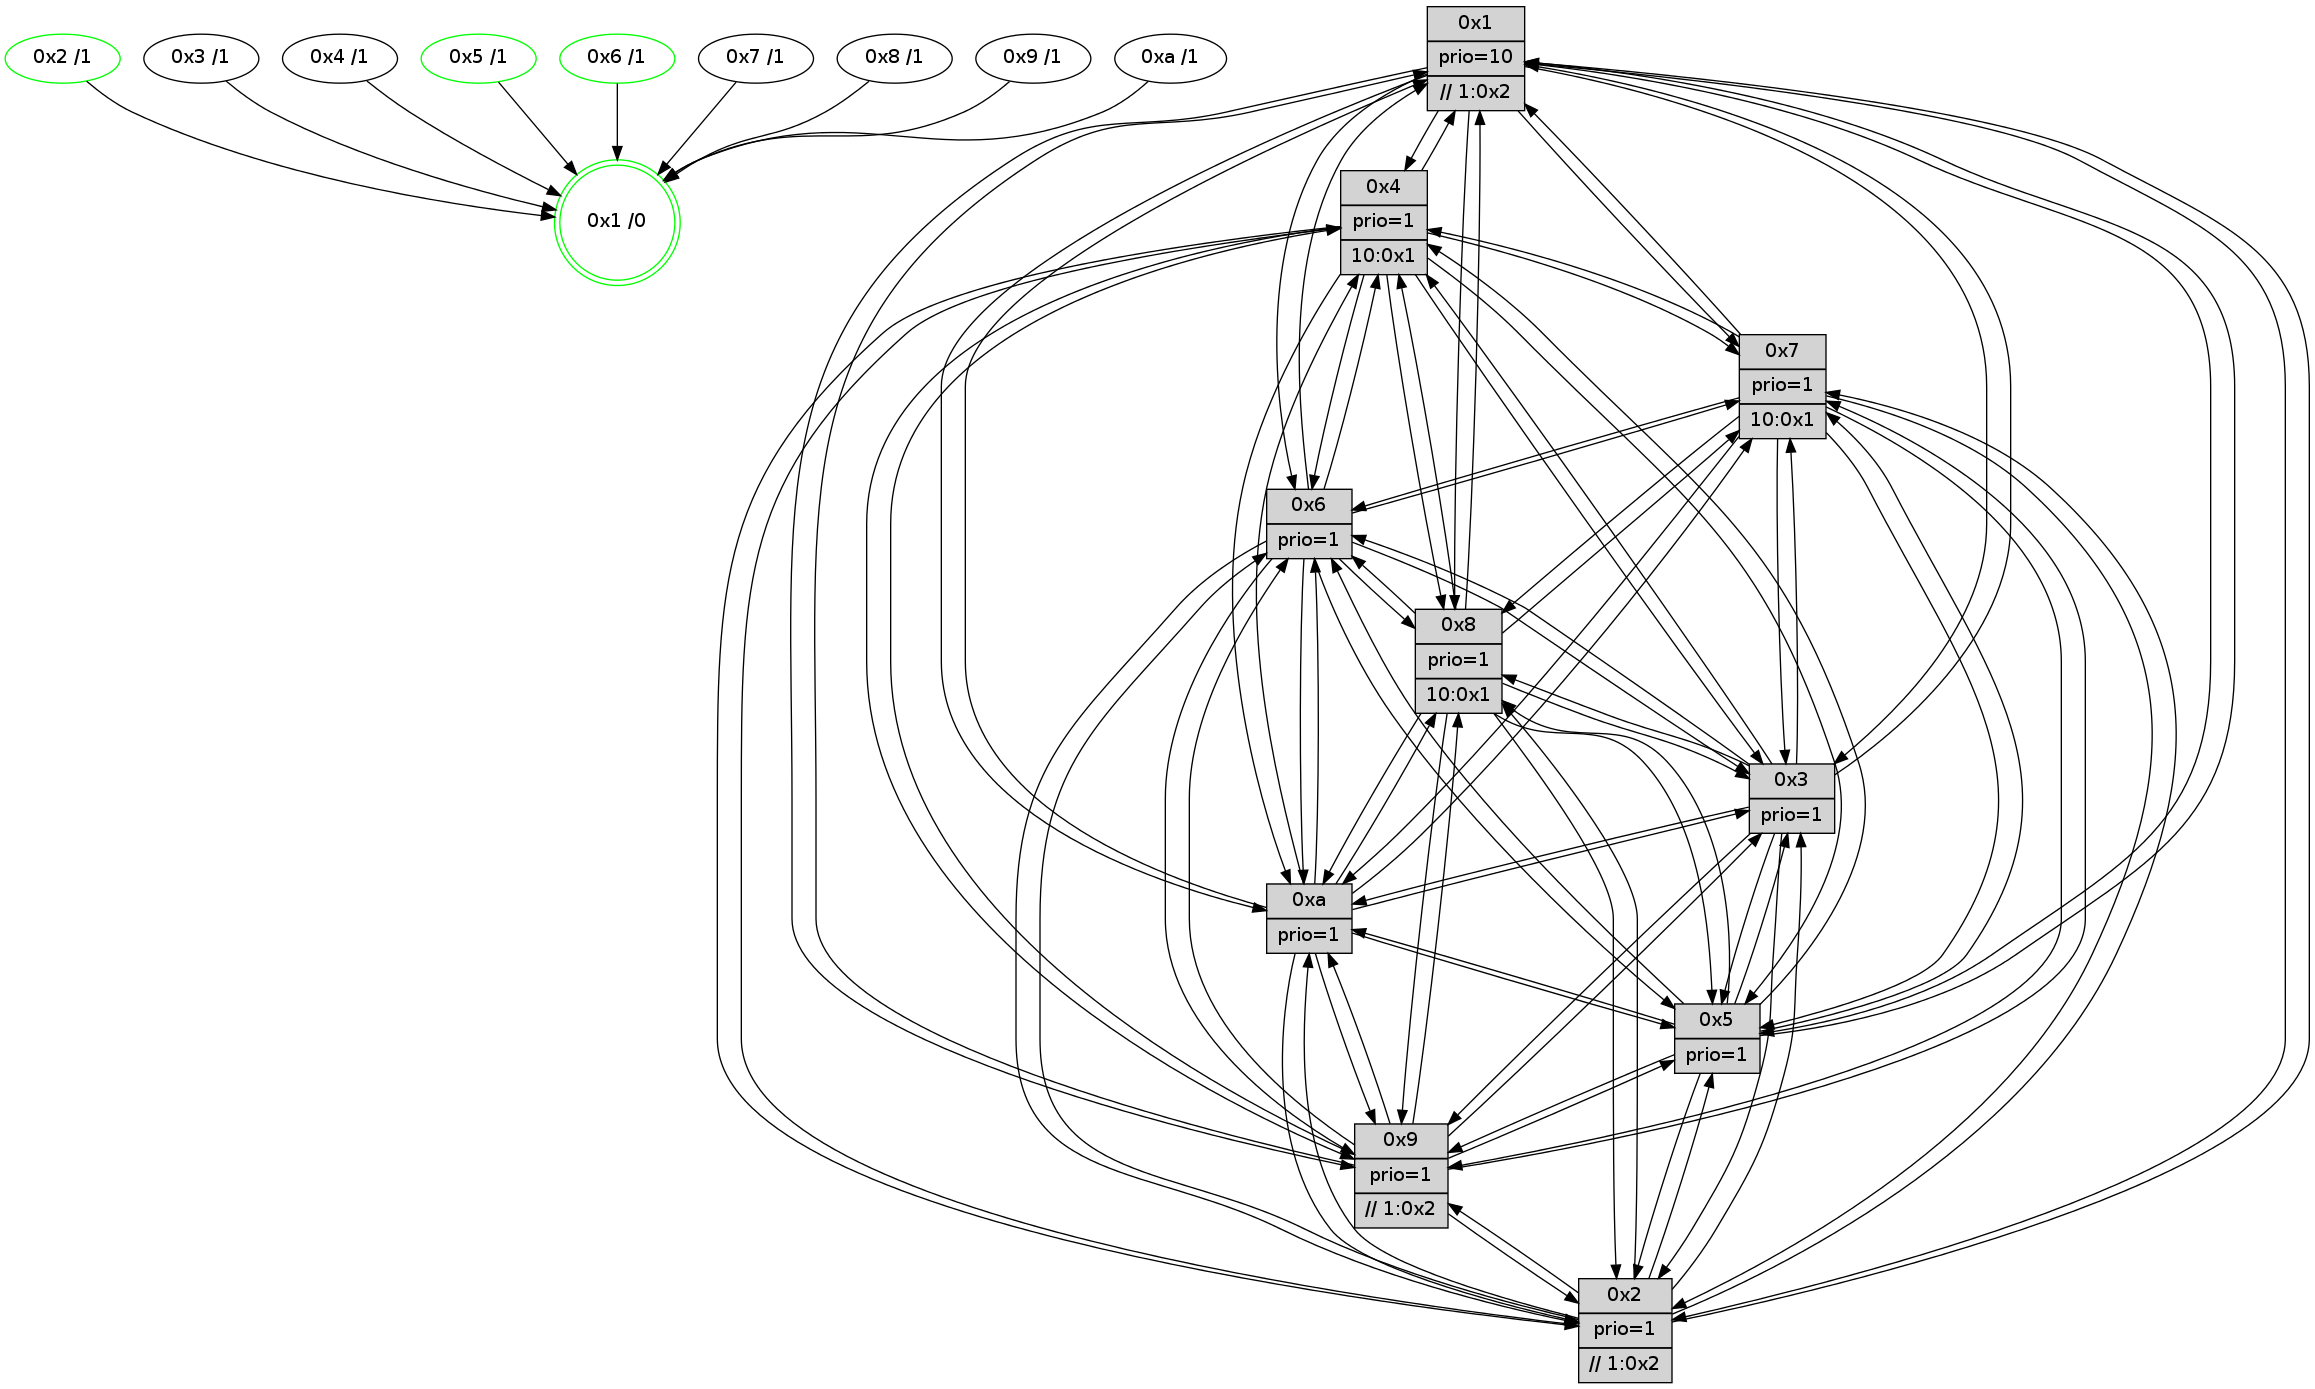 0x2 /1
0x3 /1
0x4 /1
0x5 /1
0x6 /1
0x7 /1
0x8 /1
0x9 /1
0xa /1
0x1 /0
0x1
prio=10
// 1:0x2
0x4
prio=1
10:0x1
0x7
prio=1
10:0x1
0x6
prio=1
0x8
prio=1
10:0x1
0x3
prio=1
0xa
prio=1
0x5
prio=1
0x9
prio=1
// 1:0x2
0x2
prio=1
// 1:0x2